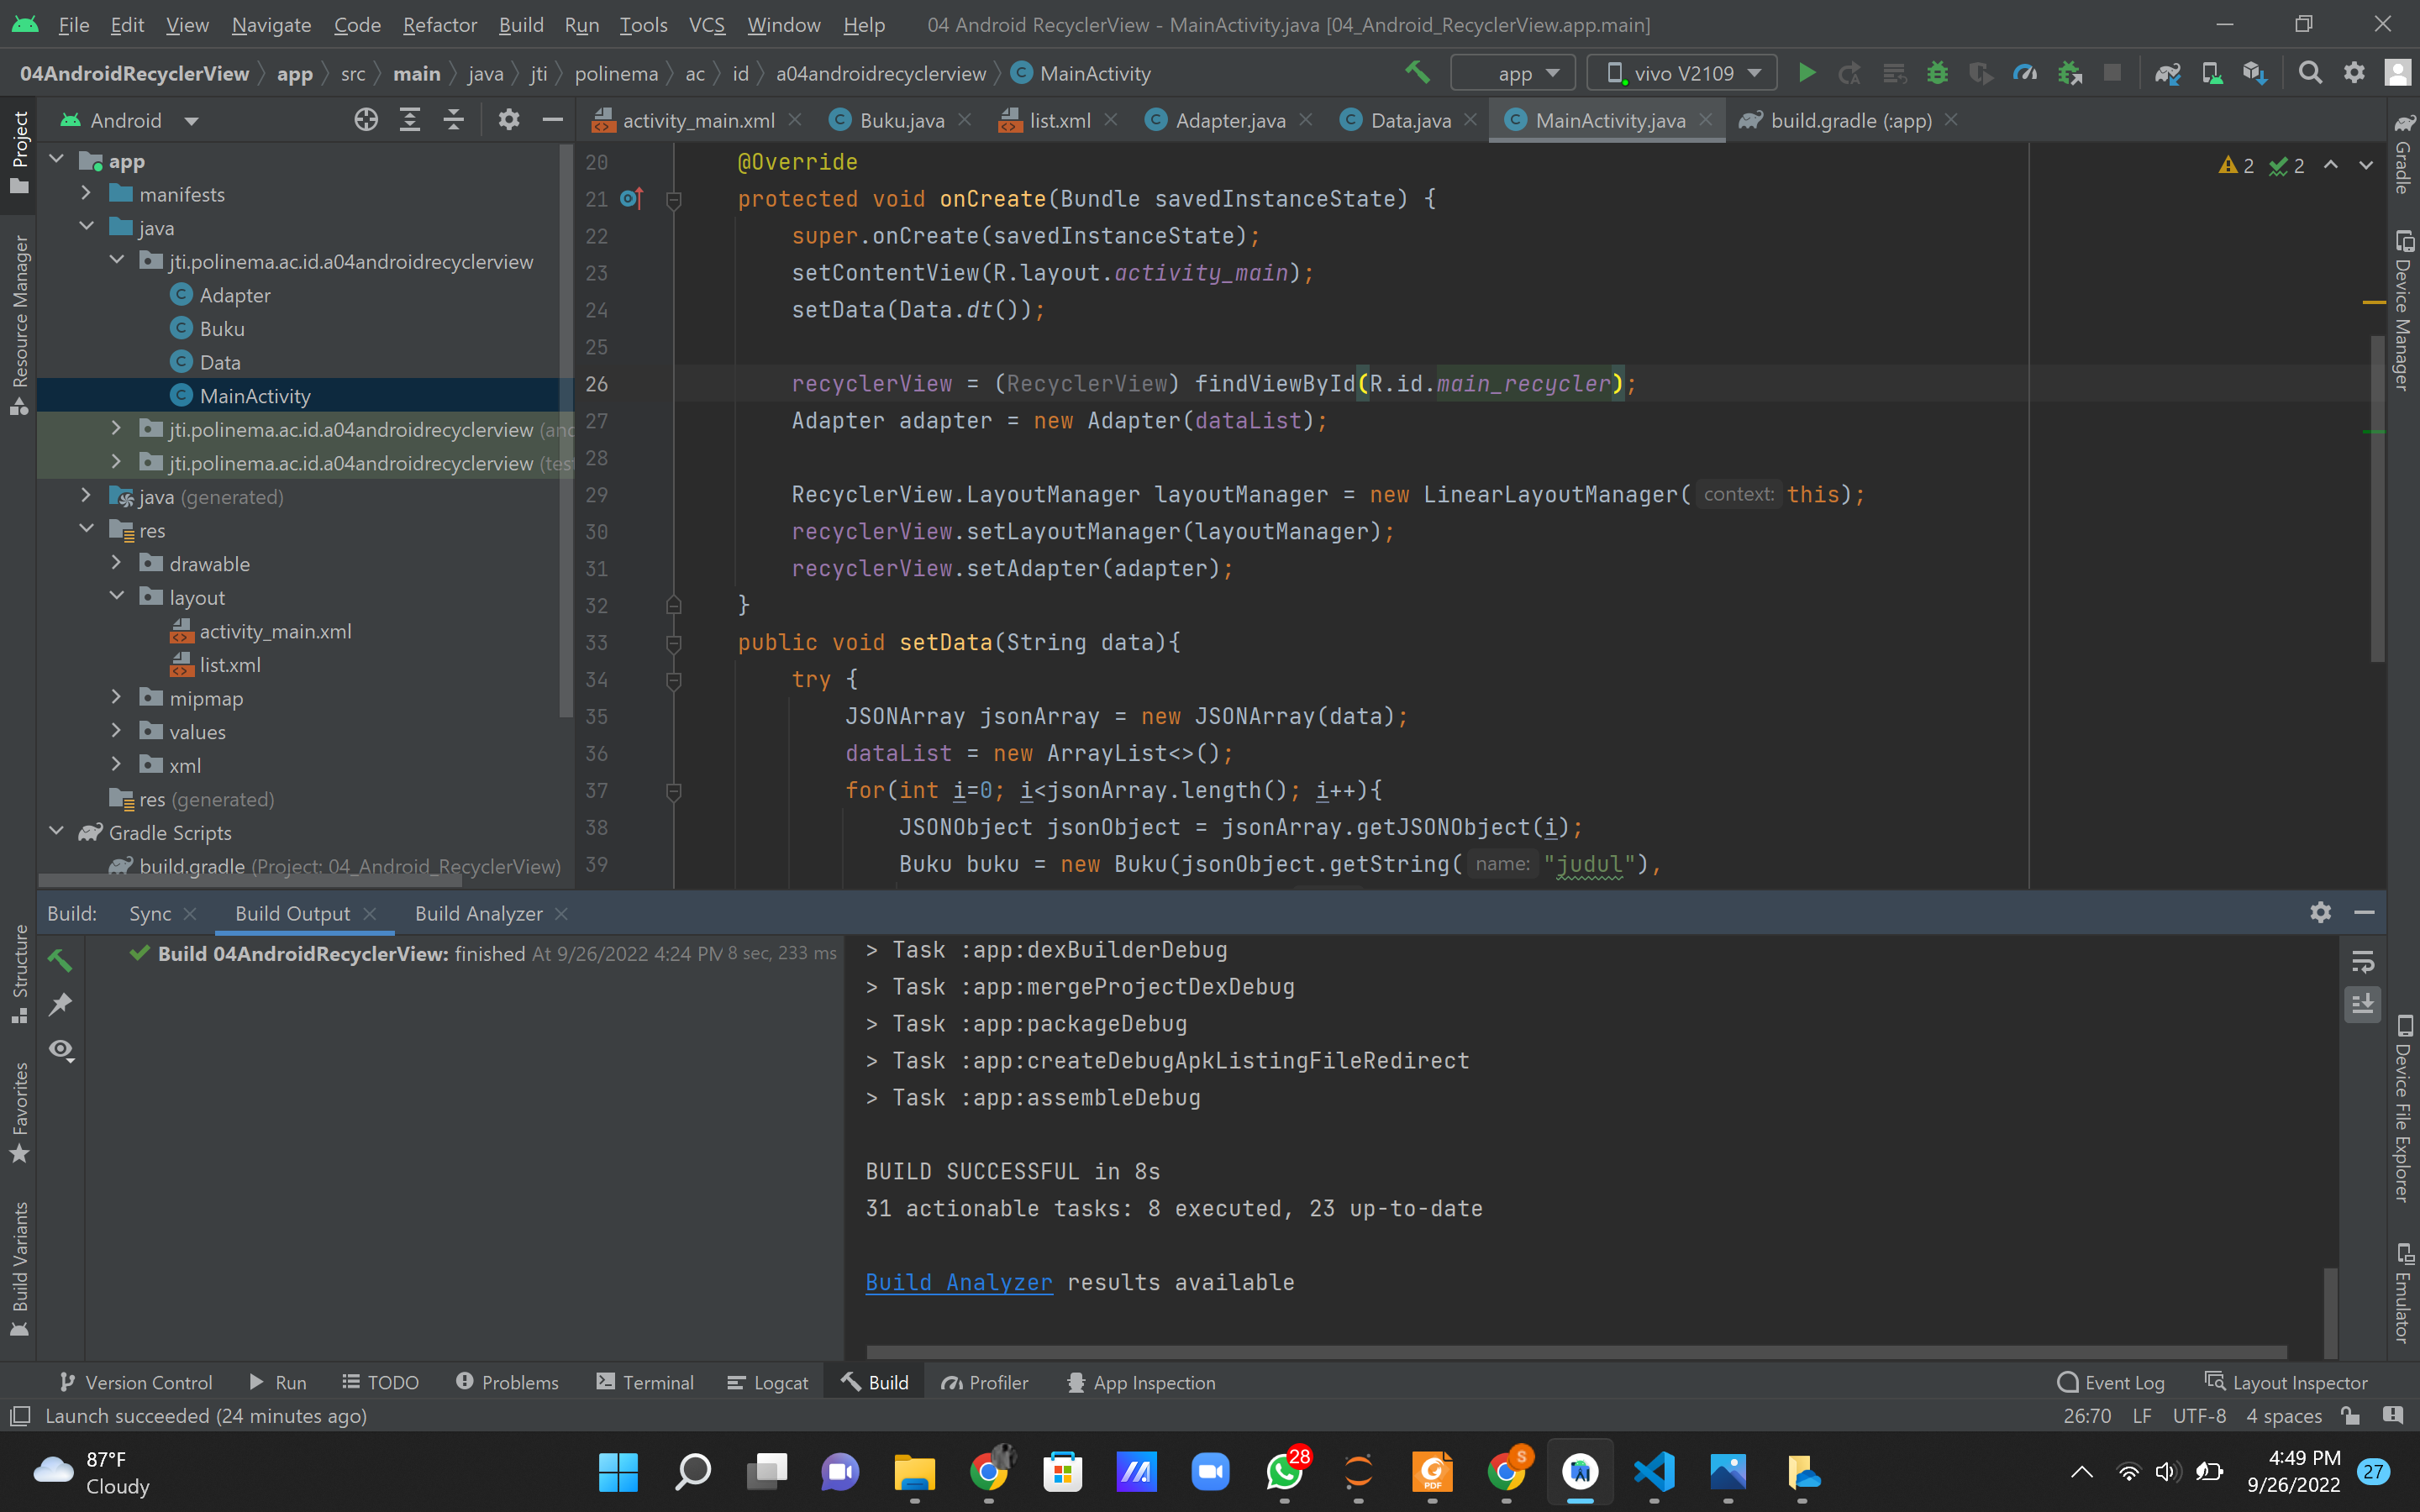 File Edit View Navigate Code Refactor Build Run Tools VCS Window Help 04 Android RecyclerView - MainActivity.java [04_Android_RecyclerView.app.main]
04AndroidRecyclerView app src main java jti polinema ac id a04androidrecyclerview MainActivity app vivo V2109
Android
activity_main.xml Buku.java list.xml Adapter.java Data.java MainActivity.java build.gradle (:app)
Project
Resource Manager
Structure
Favorites
Build Variants
app
manifests
java
jti.polinema.ac.id.a04androidrecyclerview
Adapter
Buku
Data
MainActivity
jti.polinema.ac.id.a04androidrecyclerview (and
jti.polinema.ac.id.a04androidrecyclerview (tes
java (generated)
res
drawable
layout
activity_main.xml
list.xml
mipmap
values
xml
res (generated)
Gradle Scripts
build.gradle (Project: 04_Android_RecyclerView)
2 2
20 @Override
21 protected void onCreate(Bundle savedInstanceState) {
22 super.onCreate(savedInstanceState);
23 setContentView(R.layout.activity_main);
24 setData(Data.dt());
25
26 recyclerView = (RecyclerView) findViewById(R.id.main_recycler);
27 Adapter adapter = new Adapter(dataList);
28
29 RecyclerView.LayoutManager layoutManager = new LinearLayoutManager( context: this);
30 recyclerView.setLayoutManager(layoutManager);
31 recyclerView.setAdapter(adapter);
32 }
33 public void setData(String data){
34 try {
35 JSONArray jsonArray = new JSONArray(data);
36 dataList = new ArrayList<>();
37 for(int i=0; i<jsonArray.length(); i++){
38 JSONObject jsonObject = jsonArray.getJSONObject(i);
39 Buku buku = new Buku(jsonObject.getString( name: "judul"),
Gradle
Device Manager
Device File Explorer
Emulator
Build: Sync Build Output Build Analyzer
Build 04AndroidRecyclerView: finished At 9/26/2022 4:24 PM 8 sec, 233 ms
> Task :app:dexBuilderDebug
> Task :app:mergeProjectDexDebug
> Task :app:packageDebug
> Task :app:createDebugApkListingFileRedirect
> Task :app:assembleDebug
BUILD SUCCESSFUL in 8s
31 actionable tasks: 8 executed, 23 up-to-date
Build Analyzer results available
Version Control Run TODO Problems Terminal Logcat Build Profiler App Inspection Event Log Layout Inspector
Launch succeeded (24 minutes ago) 26:70 LF UTF-8 4 spaces
87°F
Cloudy
28
S
PDF
4:49 PM
9/26/2022
27